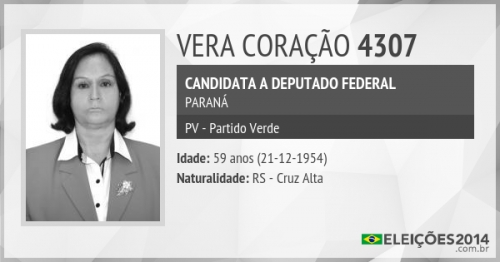 VERA CORAÇÃO 4307
CANDIDATA A DEPUTADO FEDERAL
PARANÁ
PV - Partido Verde
Idade: 59 anos (21-12-1954)
Naturalidade: RS - Cruz Alta
ELEIÇÕES2014
.com.br